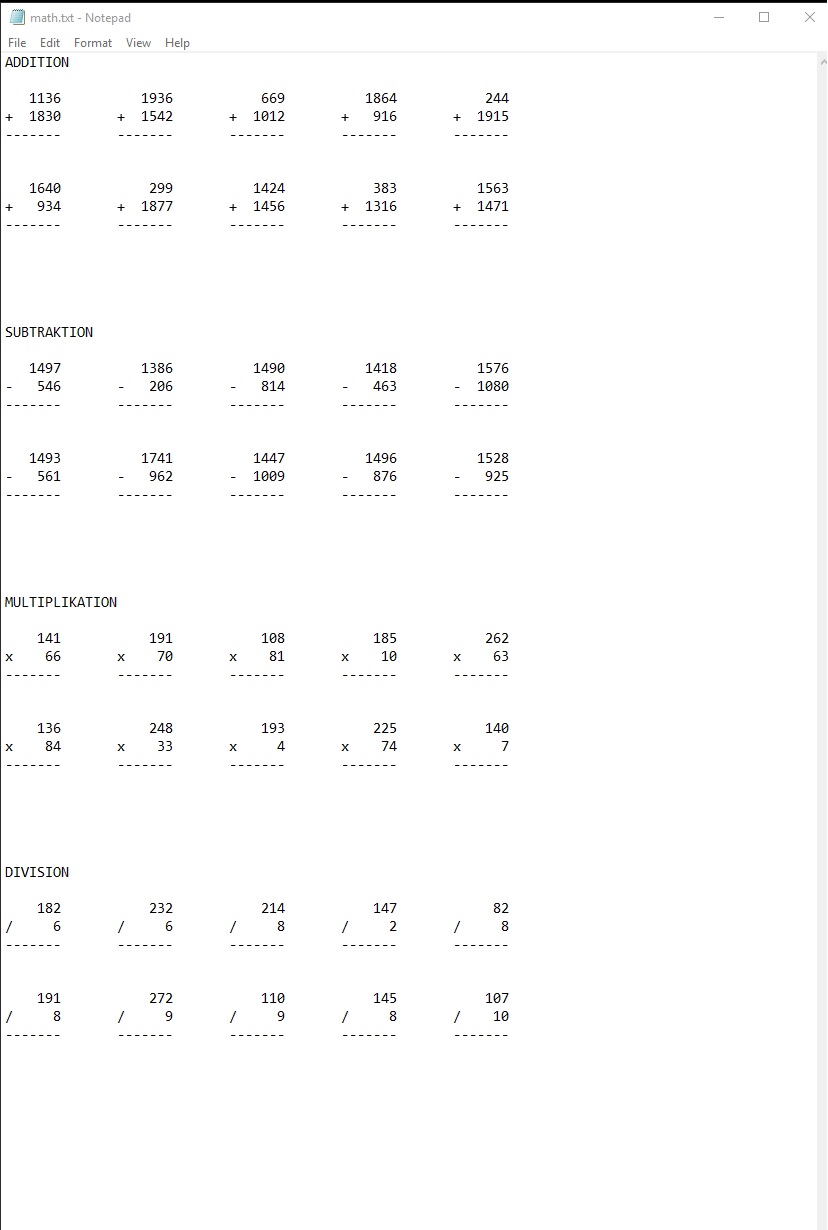 math.txt - Notepad
File Edit Format View Help
ADDITION
1136 1936 669 1864 244
+ 1830 + 1542 + 1012 + 916 + 1915
------- ------- ------- ------- -------
1640 299 1424 383 1563
+ 934 + 1877 + 1456 + 1316 + 1471
------- ------- ------- ------- -------
SUBTRAKTION
1497 1386 1490 1418 1576
- 546 - 206 - 814 - 463 - 1080
------- ------- ------- ------- -------
1493 1741 1447 1496 1528
- 561 - 962 - 1009 - 876 - 925
------- ------- ------- ------- -------
MULTIPLIKATION
141 191 108 185 262
x 66 x 70 x 81 x 10 x 63
------- ------- ------- ------- -------
136 248 193 225 140
x 84 x 33 x 4 x 74 x 7
------- ------- ------- ------- -------
DIVISION
182 232 214 147 82
/ 6 / 6 / 8 / 2 / 8
------- ------- ------- ------- -------
191 272 110 145 107
/ 8 / 9 / 9 / 8 / 10
------- ------- ------- ------- -------